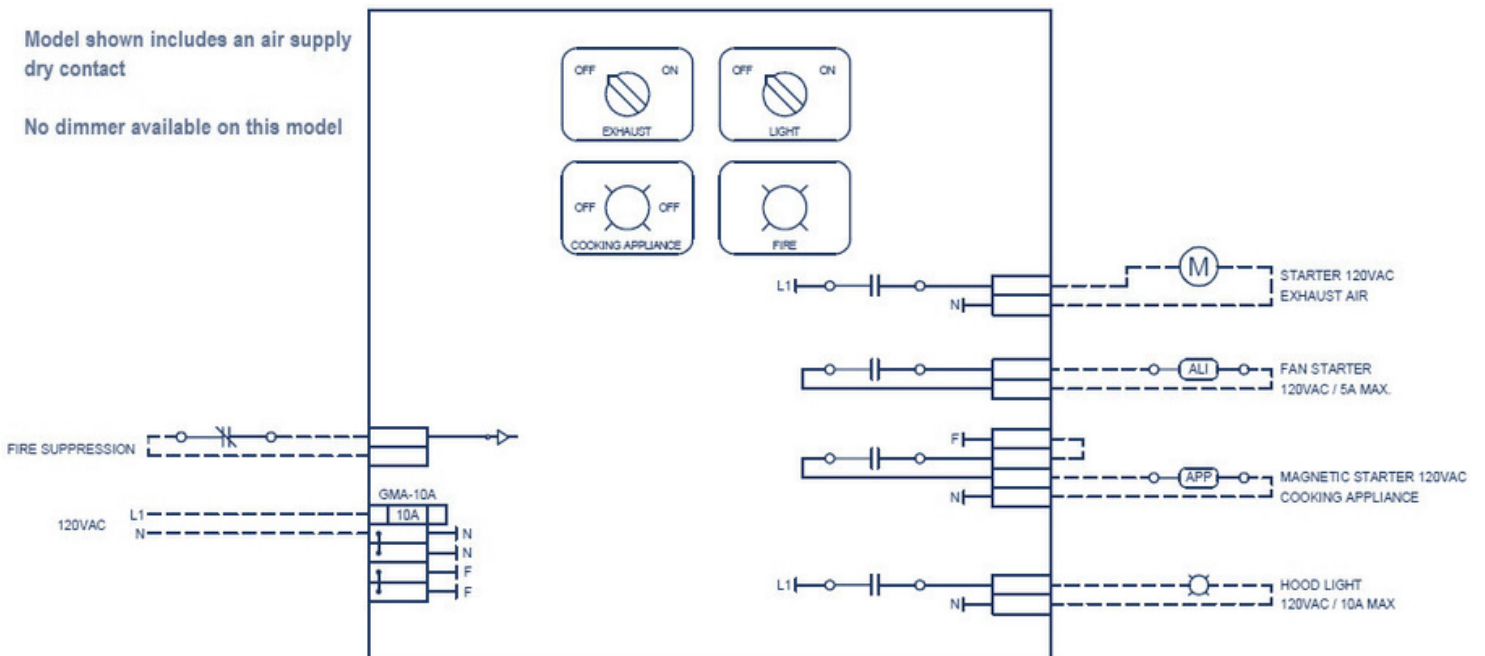 Model shown includes an air supply
dry contact
No dimmer available on this model
OFF
ON
EXHAUST
OFF
ON
LIGHT
OFF
OFF
COOKING APPLIANCE
FIRE
L1
N
M
STARTER 120VAC
EXHAUST AIR
ALI
FAN STARTER
120VAC / 5A MAX.
FIRE SUPPRESSION
F
N
APP
MAGNETIC STARTER 120VAC
COOKING APPLIANCE
GMA-10A
10A
120VAC
L1
N
N
N
F
F
L1
N
HOOD LIGHT
120VAC / 10A MAX